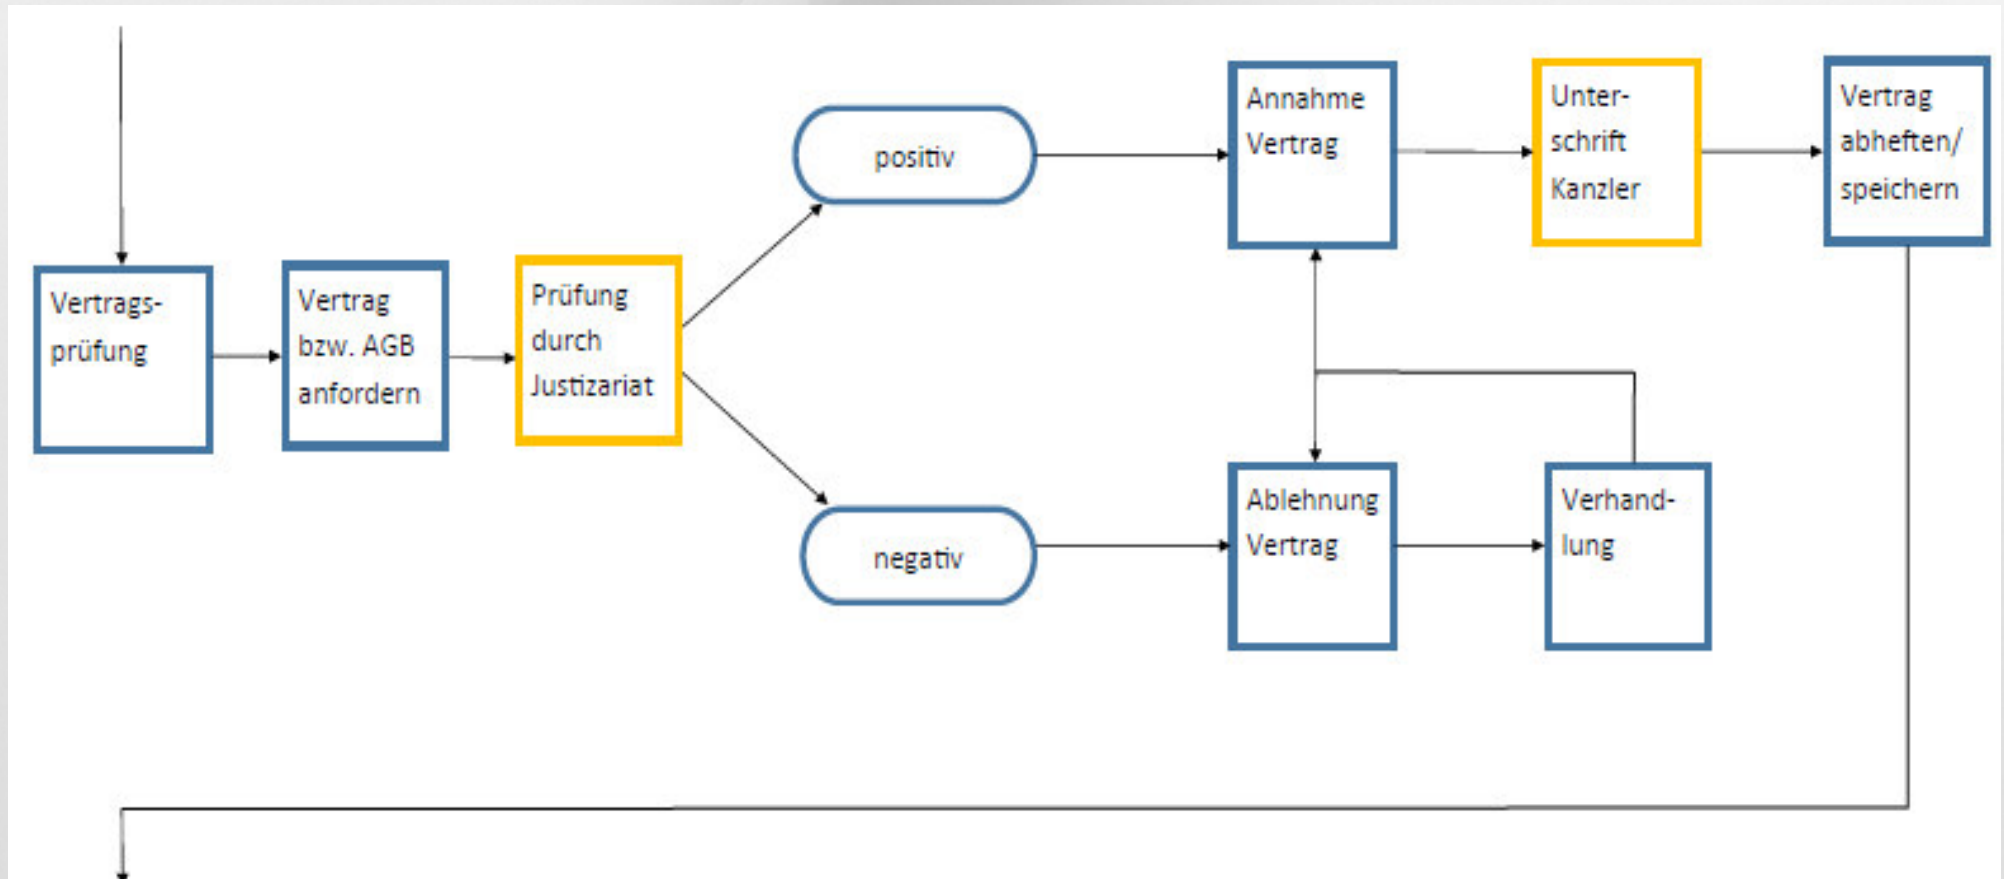 Vertrags-
prüfung
Vertrag
bzw. AGB
anfordern
Prüfung
durch
Justizariat
positiv
negativ
Annahme
Vertrag
Unter-
schrift
Kanzler
Vertrag
abheften/
speichern
Ablehnung
Vertrag
Verhand-
lung